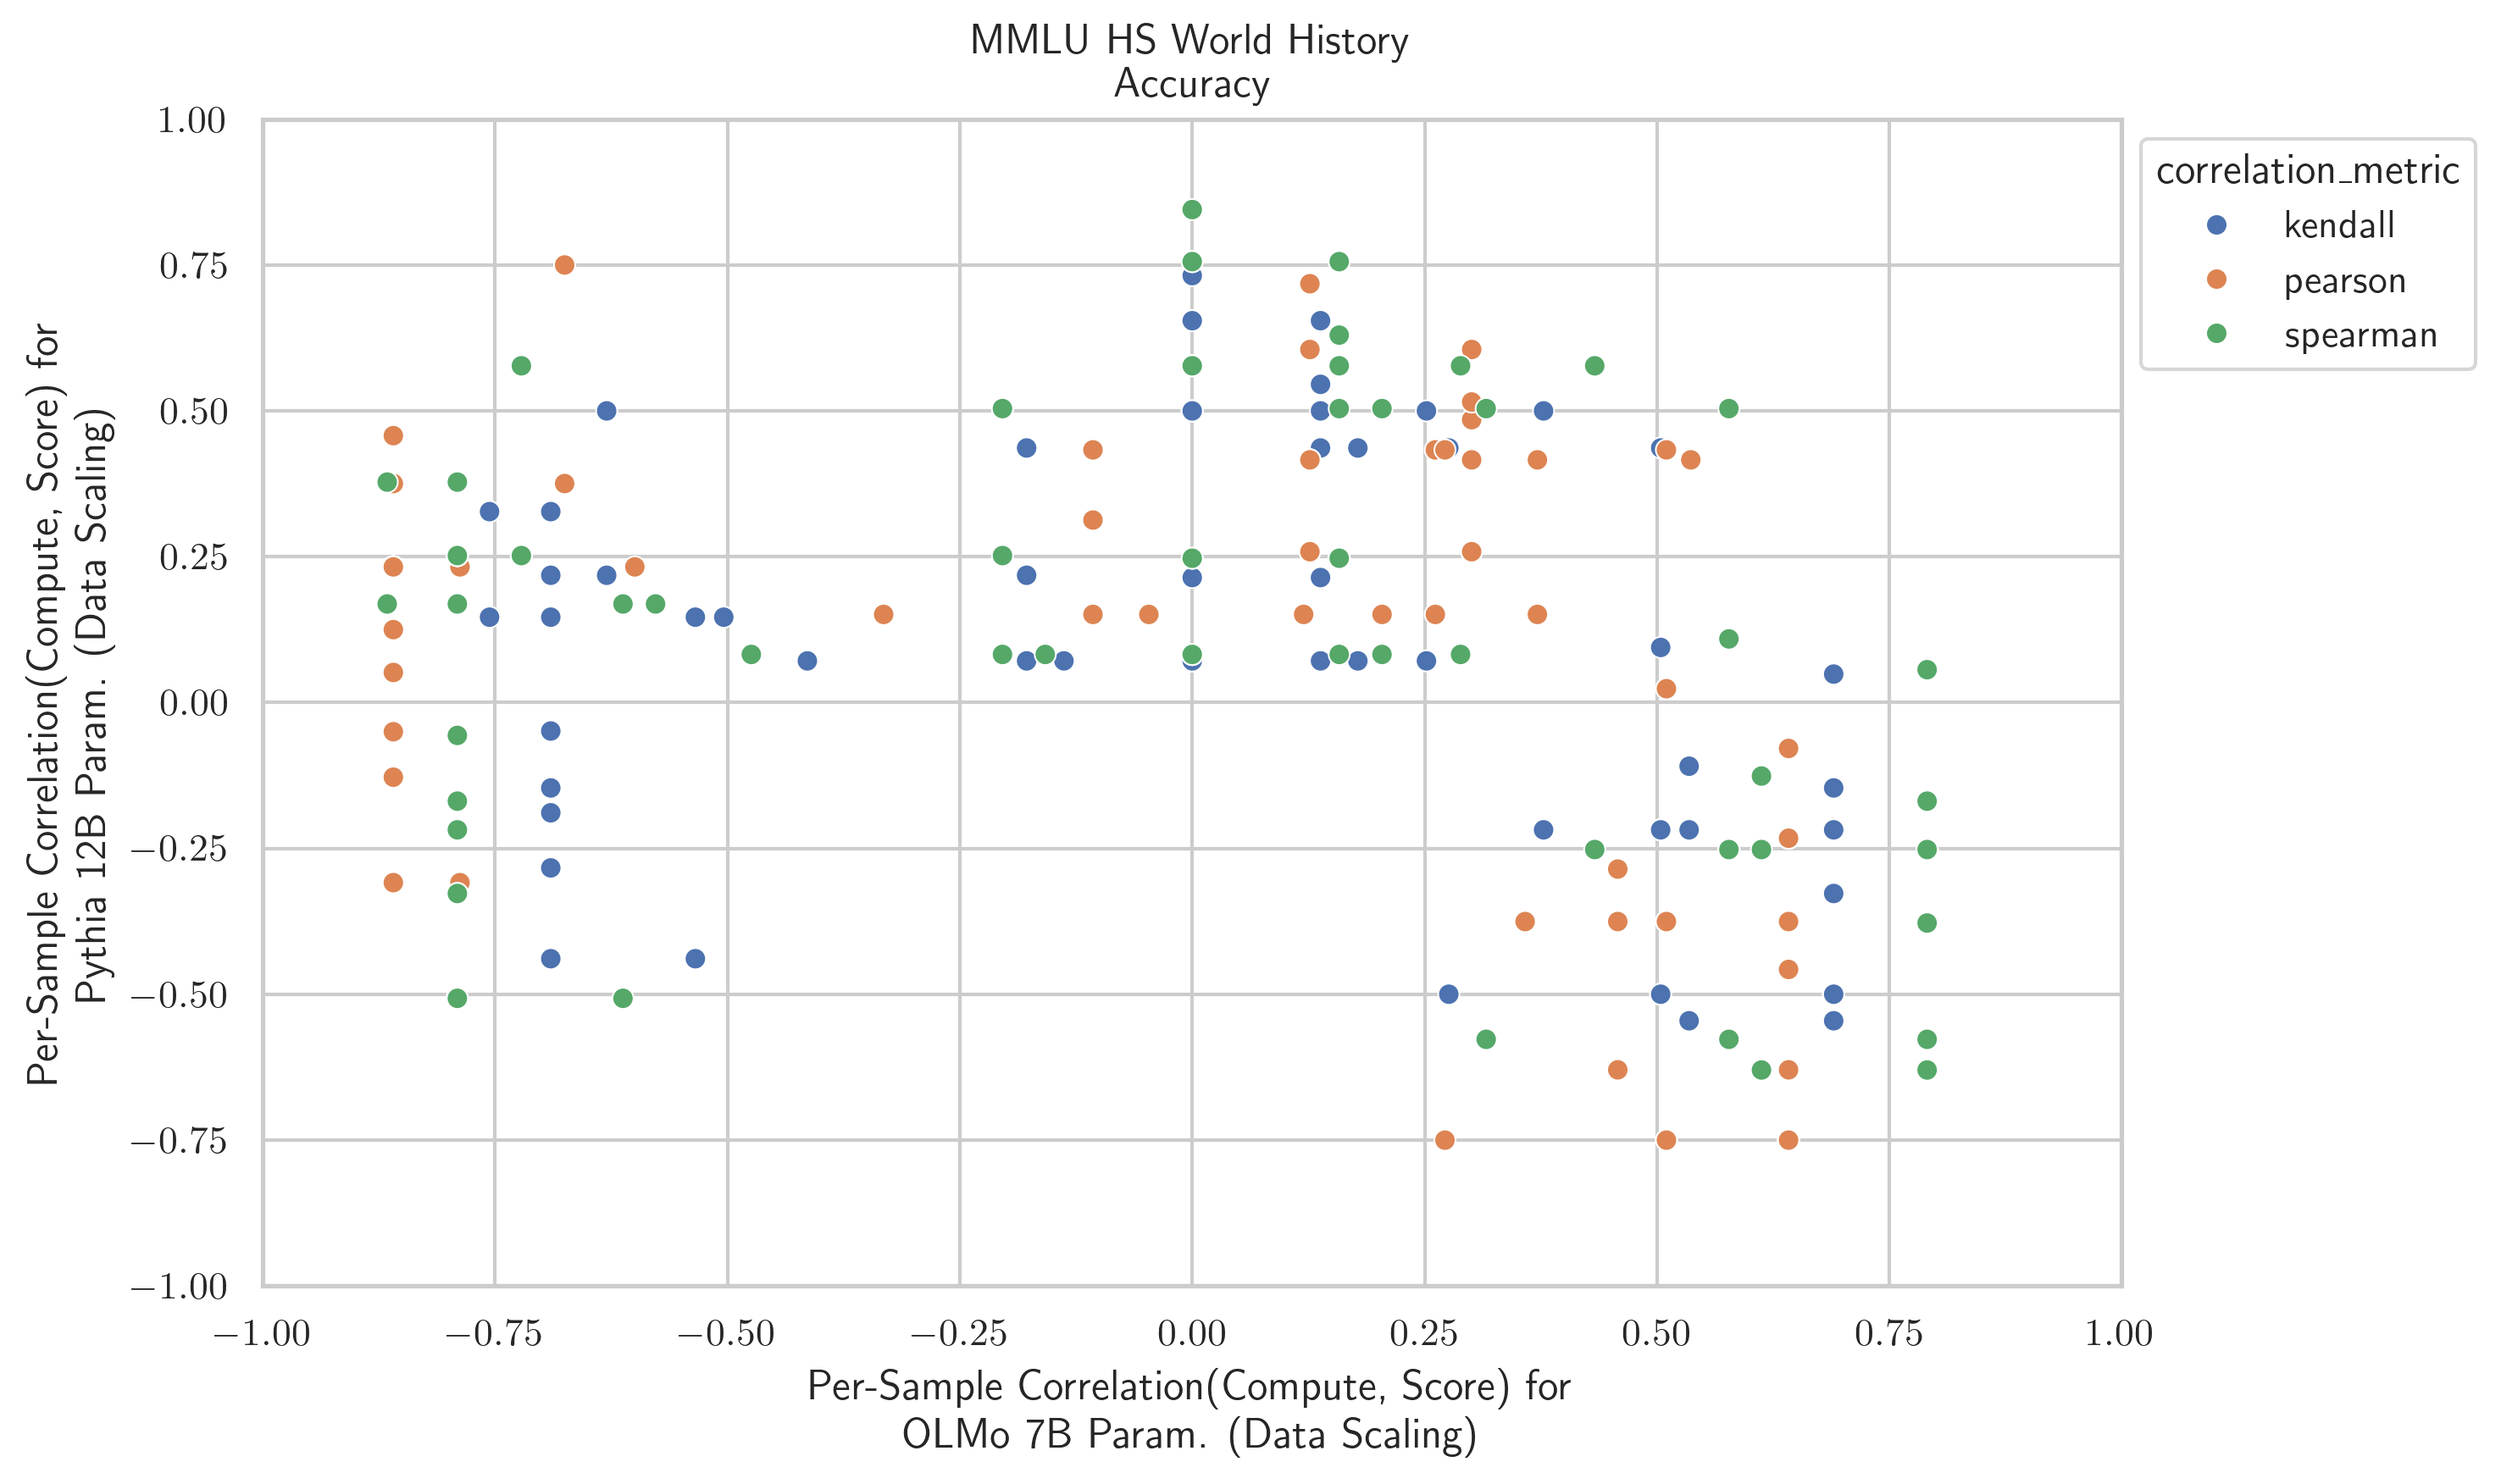 MMLU HS World History
Accuracy
Per-Sample Correlation(Compute, Score) for
Pythia 12B Param. (Data Scaling)
1.00
0.75
0.50
0.25
0.00
−0.25
−0.50
−0.75
−1.00
−1.00
−0.75
−0.50
−0.25
0.00
0.25
0.50
0.75
1.00
Per-Sample Correlation(Compute, Score) for
OLMo 7B Param. (Data Scaling)
correlation_metric
kendall
pearson
spearman